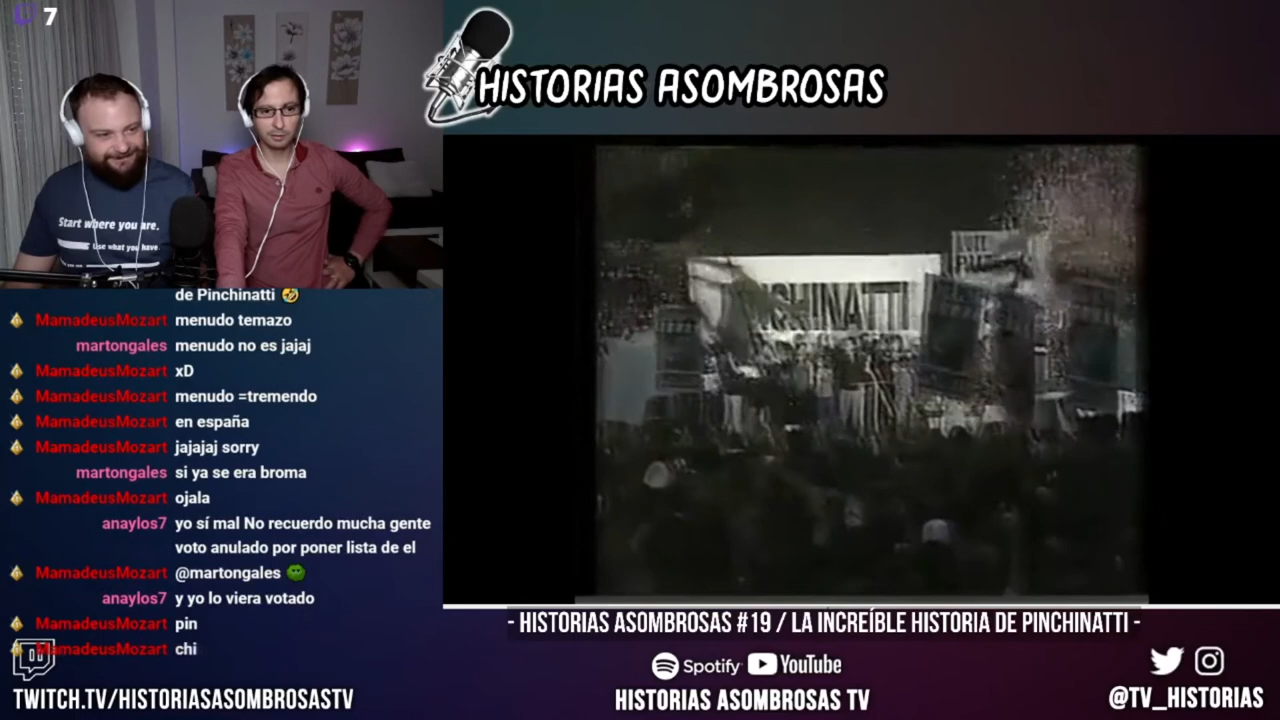 7
HISTORIAS ASOMBROSAS
Start where you are.
Use what you have.
PINCHINATTI
de Pinchinatti 🤣
MamadeusMozart menudo temazo
martongales menudo no es jajaj
MamadeusMozart xD
MamadeusMozart menudo =tremendo
MamadeusMozart en españa
MamadeusMozart jajajaj sorry
martongales si ya se era broma
MamadeusMozart ojala
anaylos7 yo sí mal No recuerdo mucha gente
voto anulado por poner lista de el
MamadeusMozart @martongales
anaylos7 y yo lo viera votado
MamadeusMozart pin
MamadeusMozart chi
- HISTORIAS ASOMBROSAS #19 / LA INCREÍBLE HISTORIA DE PINCHINATTI -
Spotify YouTube
TWITCH.TV/HISTORIASASOMBROSASTV
HISTORIAS ASOMBROSAS TV
@TV_HISTORIAS